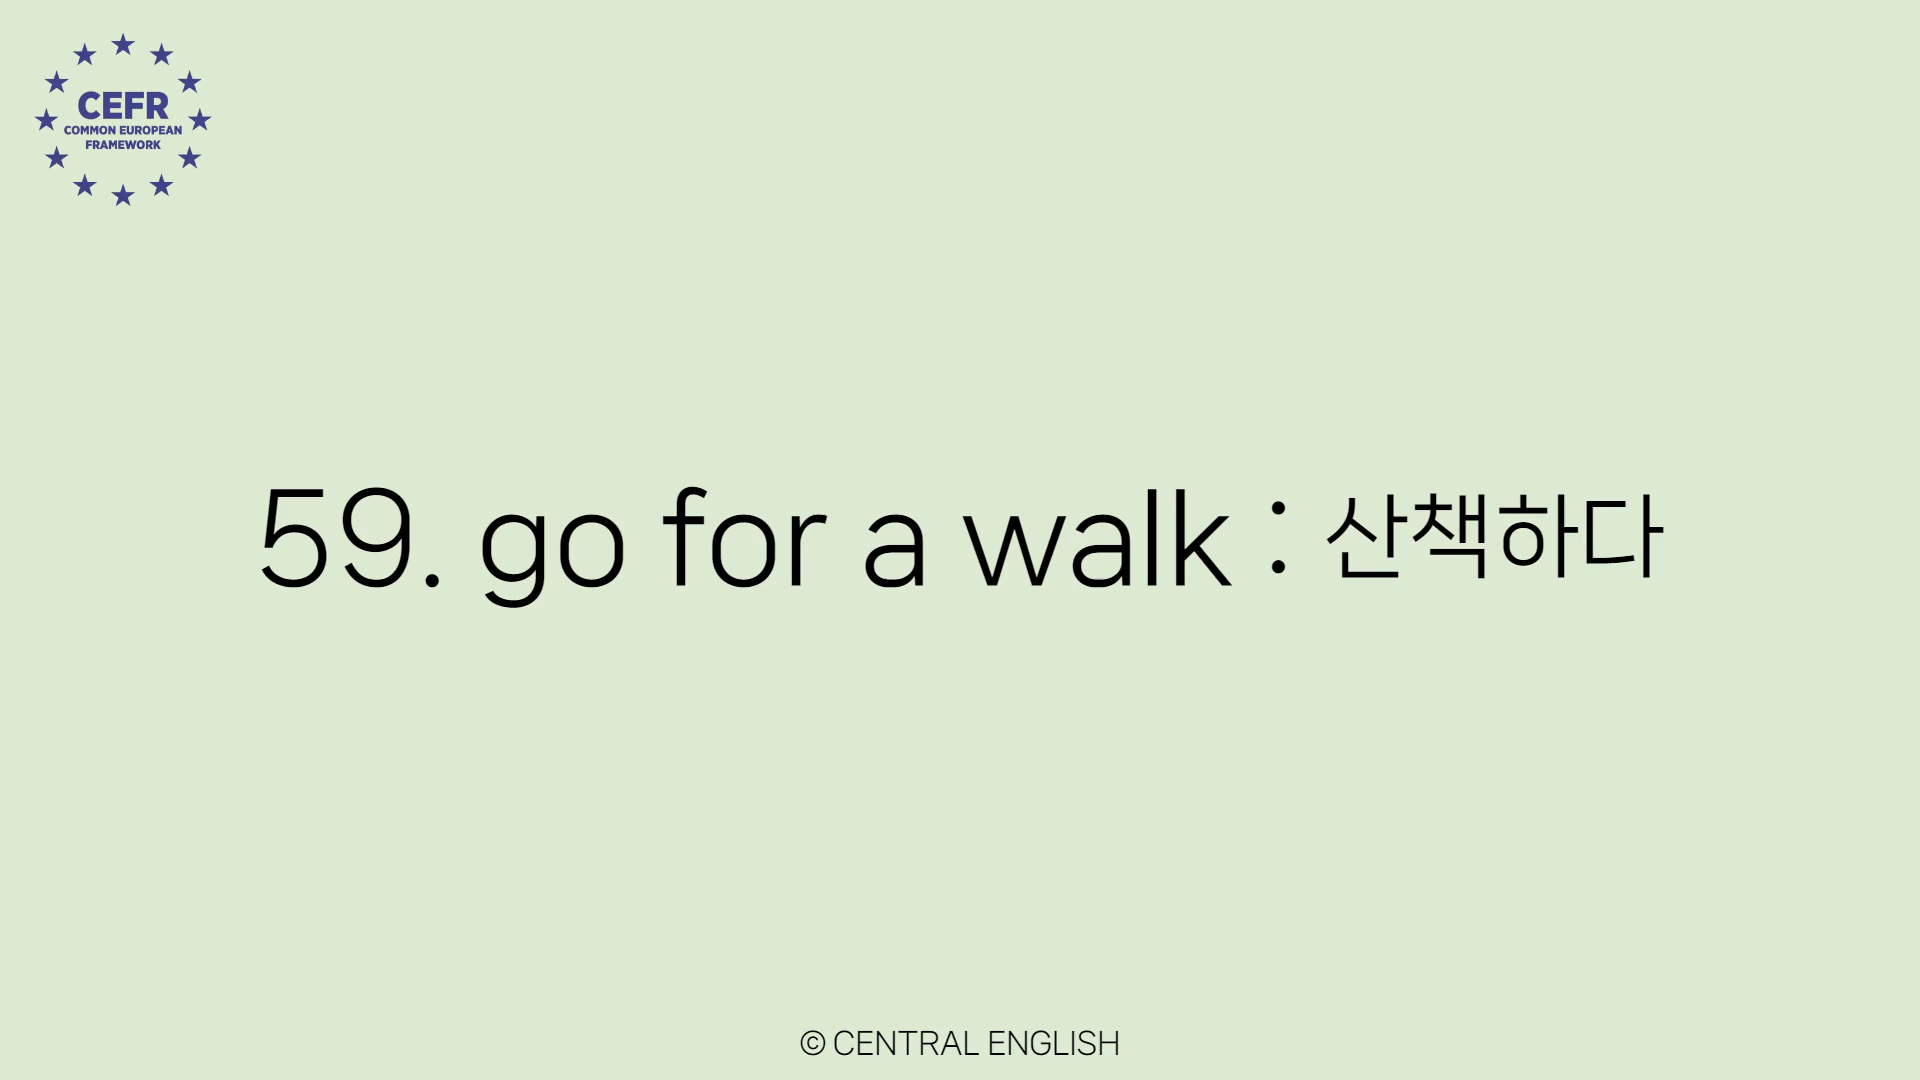 CEFR
COMMON EUROPEAN
FRAMEWORK
59. go for a walk : 산책하다
© CENTRAL ENGLISH